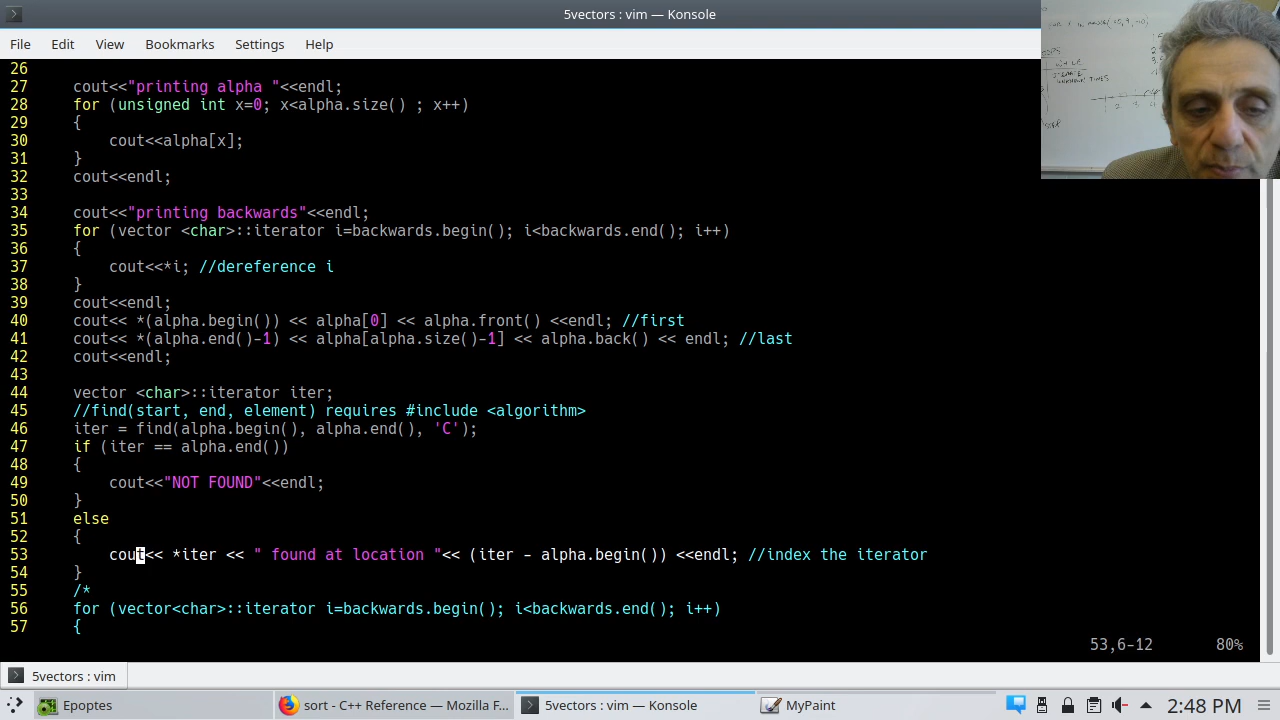 5vectors : vim — Konsole
File Edit View Bookmarks Settings Help
26
27 cout<<"printing alpha "<<endl;
28 for (unsigned int x=0; x<alpha.size() ; x++)
29 {
30 cout<<alpha[x];
31 }
32 cout<<endl;
33
34 cout<<"printing backwards"<<endl;
35 for (vector <char>::iterator i=backwards.begin(); i<backwards.end(); i++)
36 {
37 cout<<*i; //dereference i
38 }
39 cout<<endl;
40 cout<< *(alpha.begin()) << alpha[0] << alpha.front() <<endl; //first
41 cout<< *(alpha.end()-1) << alpha[alpha.size()-1] << alpha.back() << endl; //last
42 cout<<endl;
43
44 vector <char>::iterator iter;
45 //find(start, end, element) requires #include <algorithm>
46 iter = find(alpha.begin(), alpha.end(), 'C');
47 if (iter == alpha.end())
48 {
49 cout<<"NOT FOUND"<<endl;
50 }
51 else
52 {
53 cout<< *iter << " found at location "<< (iter - alpha.begin()) <<endl; //index the iterator
54 }
55 /*
56 for (vector<char>::iterator i=backwards.begin(); i<backwards.end(); i++)
57 {
53,6-12 80%
5vectors : vim
Epoptes
sort - C++ Reference — Mozilla F...
5vectors : vim — Konsole
MyPaint
2:48 PM